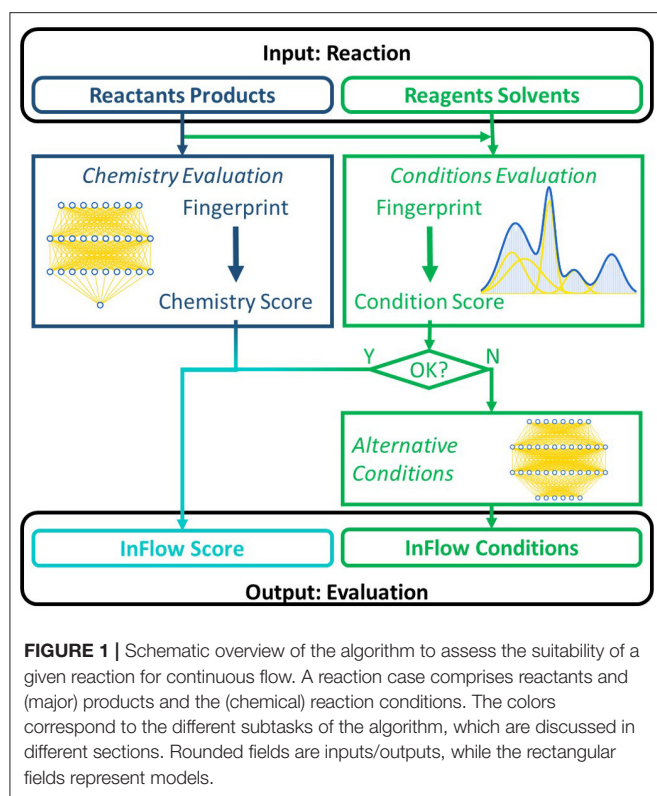 Input: Reaction
Reactants Products
Reagents Solvents
Chemistry Evaluation
Fingerprint
Chemistry Score
Conditions Evaluation
Fingerprint
Condition Score
Y
OK?
N
Alternative
Conditions
InFlow Score
InFlow Conditions
Output: Evaluation
FIGURE 1 | Schematic overview of the algorithm to assess the suitability of a
given reaction for continuous flow. A reaction case comprises reactants and
(major) products and the (chemical) reaction conditions. The colors
correspond to the different subtasks of the algorithm, which are discussed in
different sections. Rounded fields are inputs/outputs, while the rectangular
fields represent models.